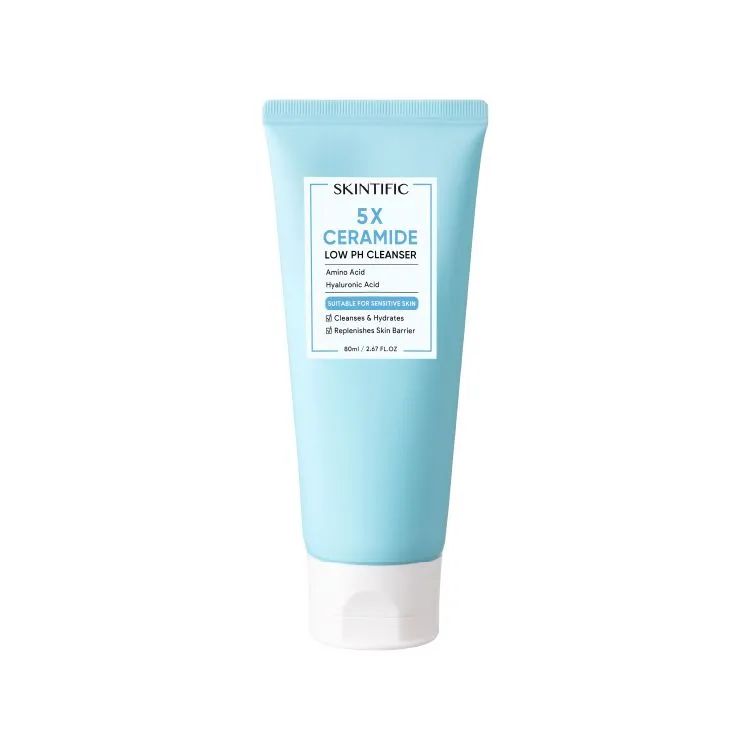 SKINTIFIC
5X
CERAMIDE
LOW PH CLEANSER
Amino Acid
Hyaluronic Acid
SUITABLE FOR SENSITIVE SKIN
☑ Cleanses & Hydrates
☑ Replenishes Skin Barrier
80ml / 2.67 FL.OZ